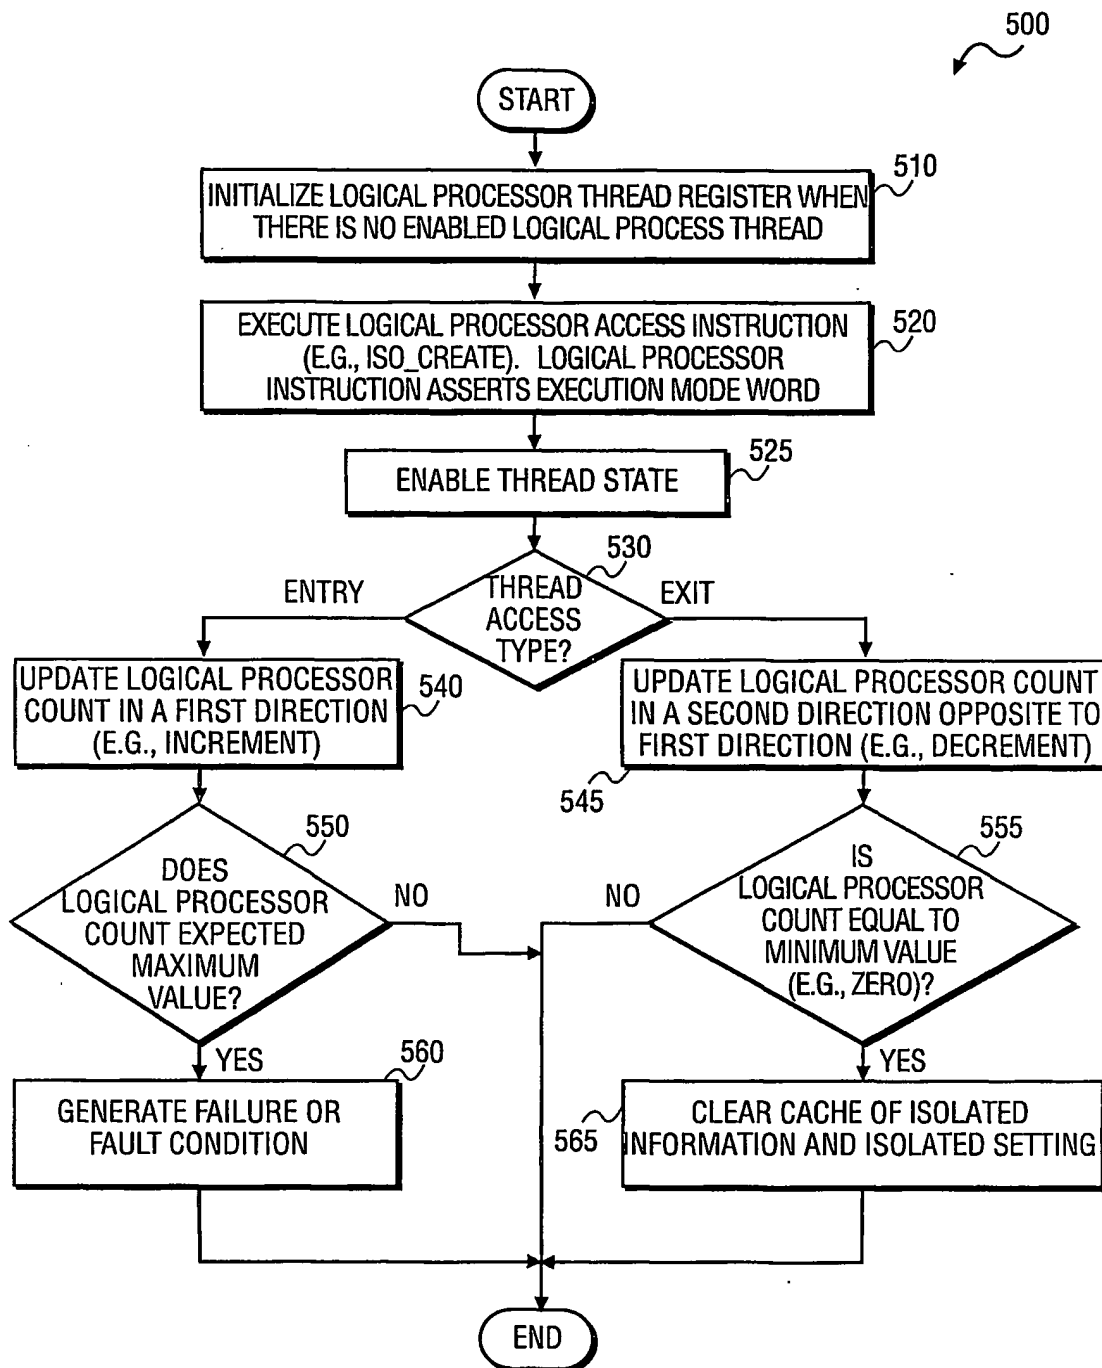 500
START
510
INITIALIZE LOGICAL PROCESSOR THREAD REGISTER WHEN
THERE IS NO ENABLED LOGICAL PROCESS THREAD
520
EXECUTE LOGICAL PROCESSOR ACCESS INSTRUCTION
(E.G., ISO_CREATE). LOGICAL PROCESSOR
INSTRUCTION ASSERTS EXECUTION MODE WORD
525
ENABLE THREAD STATE
530
THREAD
ACCESS
TYPE?
ENTRY
EXIT
UPDATE LOGICAL PROCESSOR
COUNT IN A FIRST DIRECTION
(E.G., INCREMENT)
540
UPDATE LOGICAL PROCESSOR COUNT
IN A SECOND DIRECTION OPPOSITE TO
FIRST DIRECTION (E.G., DECREMENT)
545
550
DOES
LOGICAL PROCESSOR
COUNT EXPECTED
MAXIMUM
VALUE?
NO
555
IS
LOGICAL PROCESSOR
COUNT EQUAL TO
MINIMUM VALUE
(E.G., ZERO)?
NO
YES
560
GENERATE FAILURE OR
FAULT CONDITION
YES
565
CLEAR CACHE OF ISOLATED
INFORMATION AND ISOLATED SETTING
END